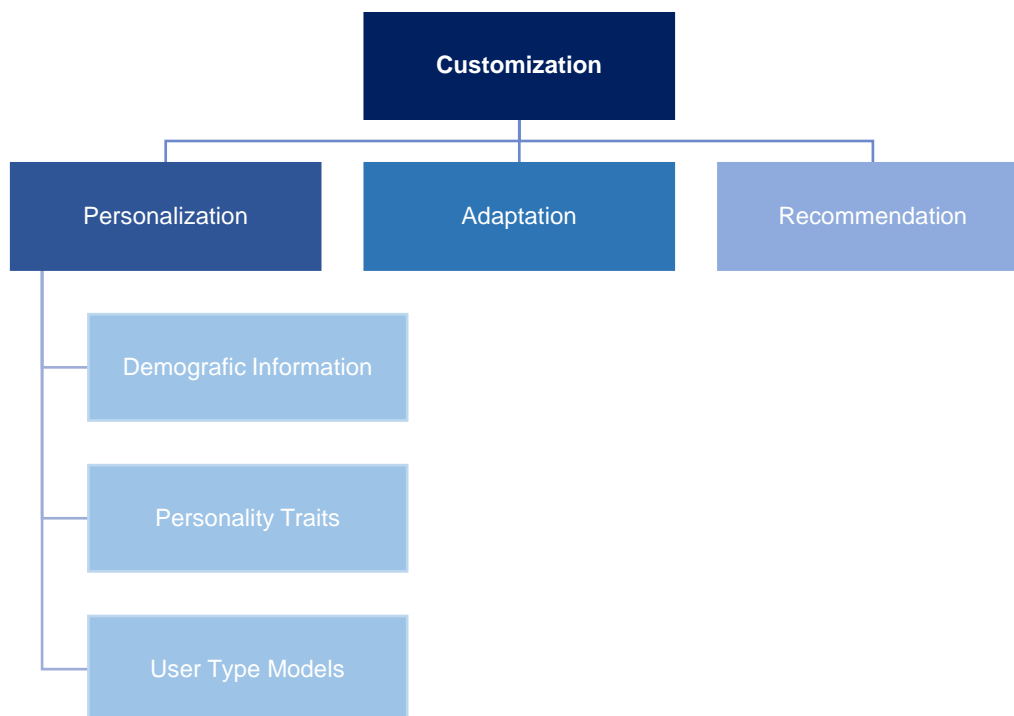 Customization
Personalization
Adaptation
Recommendation
Demografic Information
Personality Traits
User Type Models